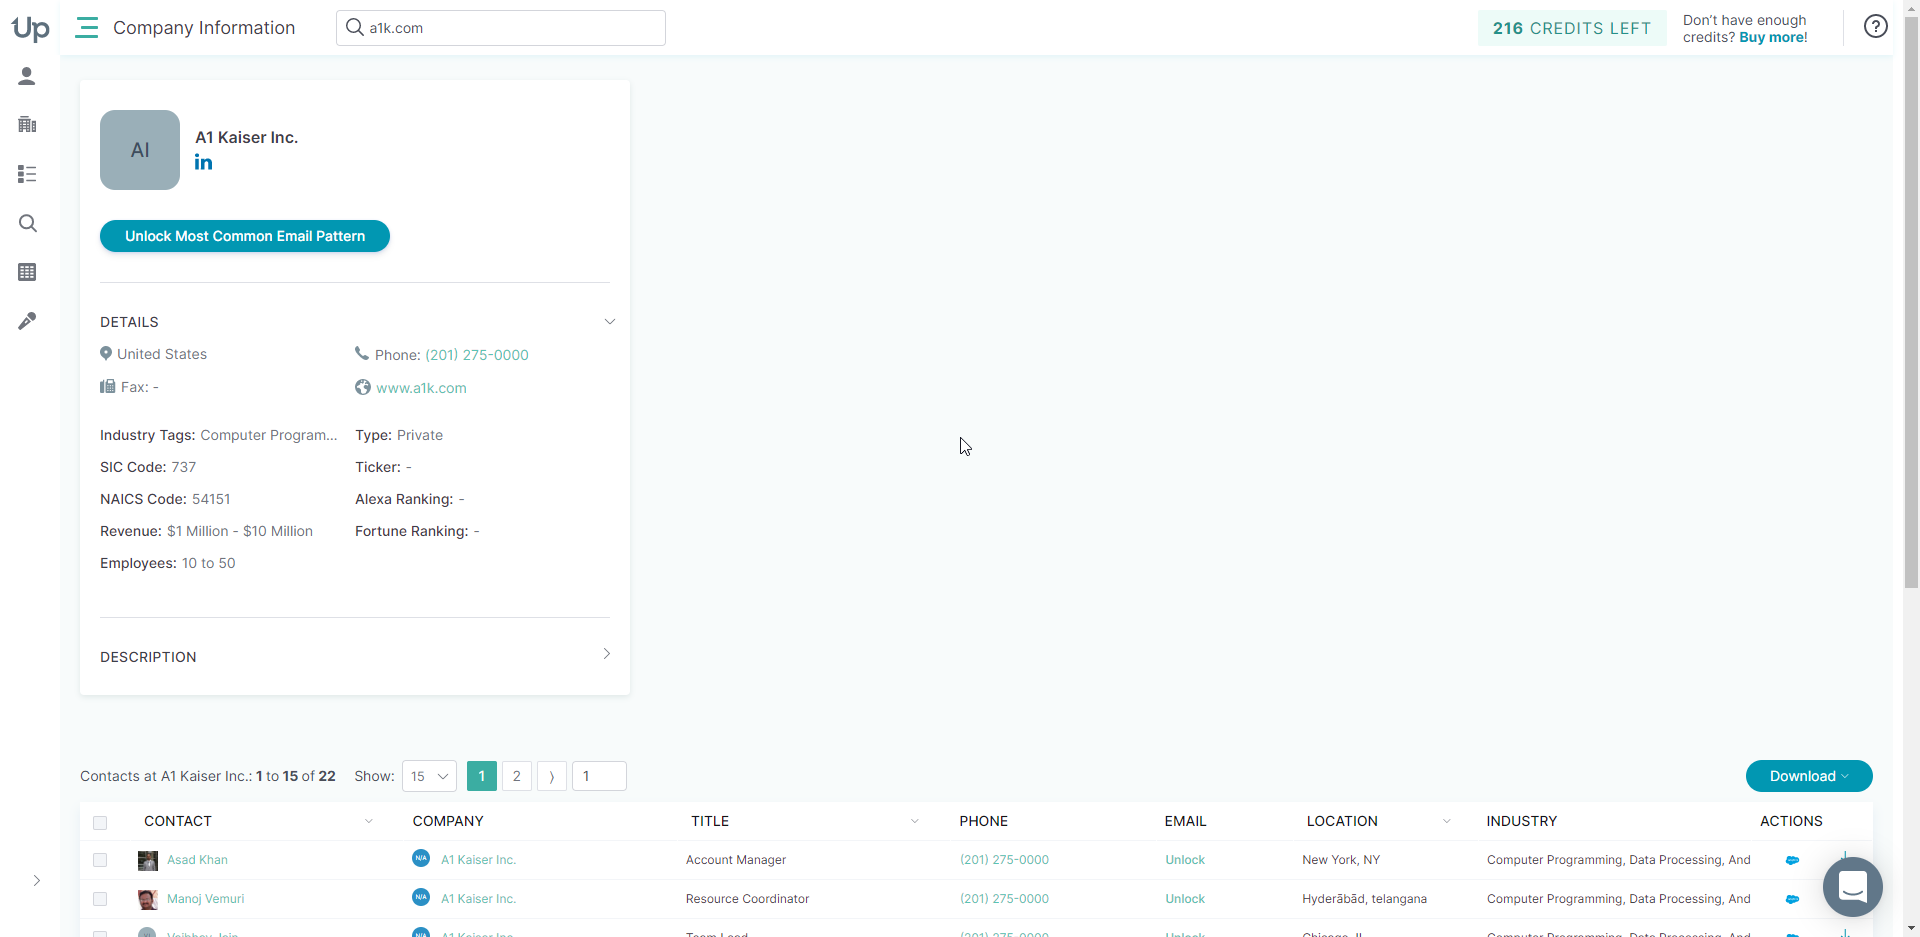 Up
Company Information
a1k.com
216 CREDITS LEFT
Don't have enough
credits? Buy more!
AI
A1 Kaiser Inc.
in
Unlock Most Common Email Pattern
DETAILS
United States
Phone: (201) 275-0000
Fax: -
www.a1k.com
Industry Tags: Computer Program...
Type: Private
SIC Code: 737
Ticker: -
NAICS Code: 54151
Alexa Ranking: -
Revenue: $1 Million - $10 Million
Fortune Ranking: -
Employees: 10 to 50
DESCRIPTION
Contacts at A1 Kaiser Inc.: 1 to 15 of 22 Show: 15 1 2 ⟩ 1
Download
CONTACT COMPANY TITLE PHONE EMAIL LOCATION INDUSTRY ACTIONS
Asad Khan N/A A1 Kaiser Inc. Account Manager (201) 275-0000 Unlock New York, NY Computer Programming, Data Processing, And
Manoj Vemuri N/A A1 Kaiser Inc. Resource Coordinator (201) 275-0000 Unlock Hyderābād, telangana Computer Programming, Data Processing, And
Vaibhav Jain N/A A1 Kaiser Inc. Team Lead (201) 275-0000 Unlock Chicago, IL Computer Programming, Data Processing, And